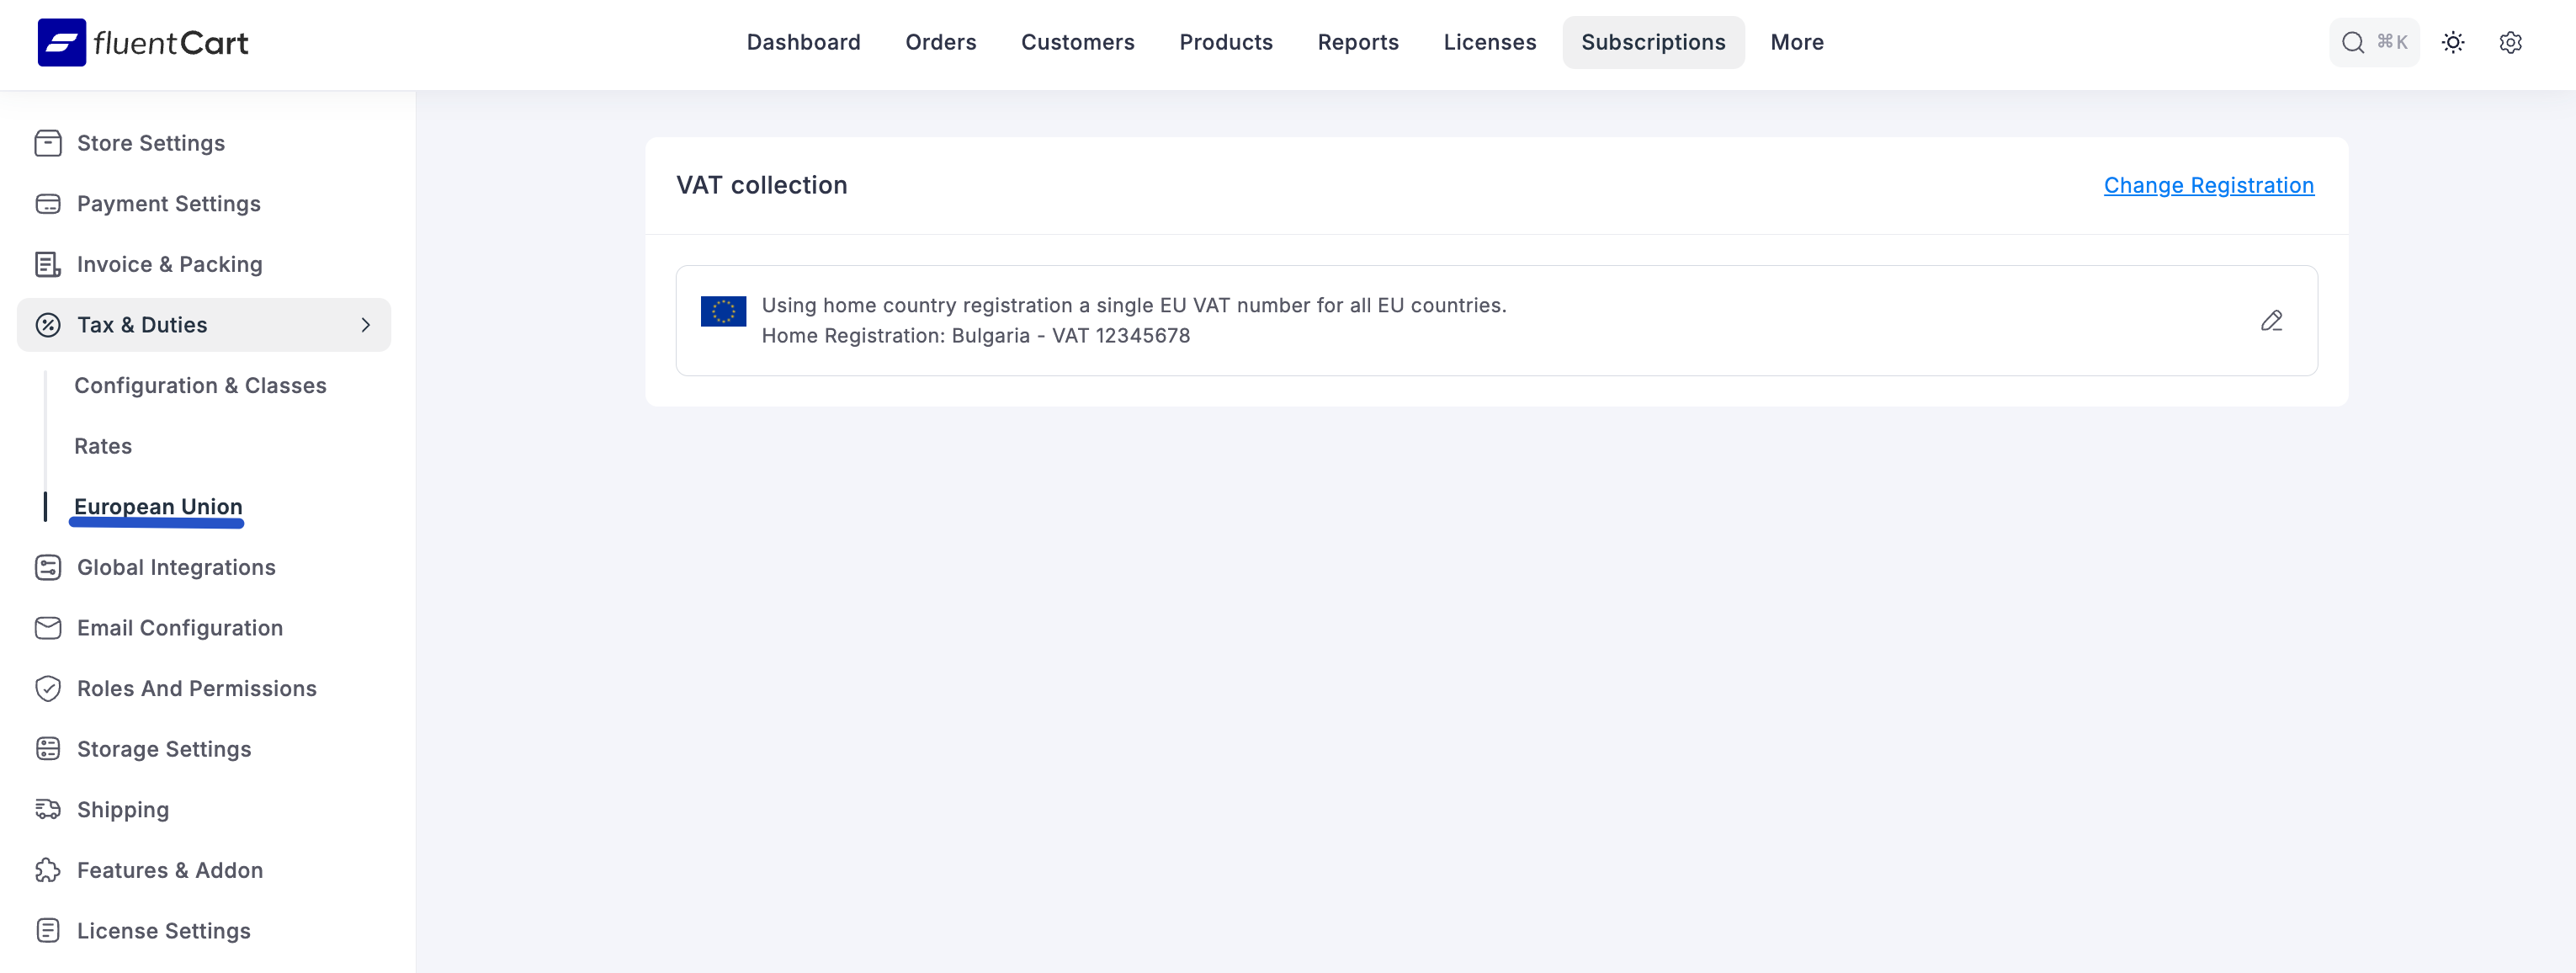 fluentCart
Dashboard
Orders
Customers
Products
Reports
Licenses
Subscriptions
More
⌘K
Store Settings
Payment Settings
Invoice & Packing
Tax & Duties
Configuration & Classes
Rates
European Union
Global Integrations
Email Configuration
Roles And Permissions
Storage Settings
Shipping
Features & Addon
License Settings
VAT collection
Change Registration
Using home country registration a single EU VAT number for all EU countries.
Home Registration: Bulgaria - VAT 12345678